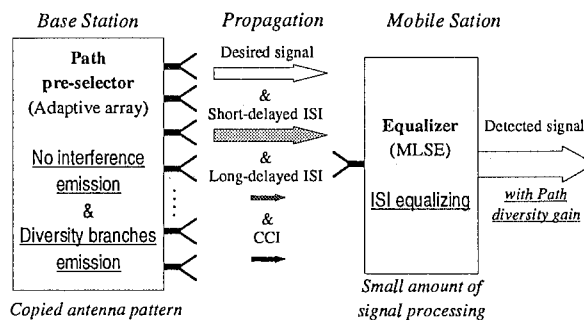 Base Station
Propagation
Mobile Sation
Path
pre-selector
(Adaptive array)
No interference
emission
&
Diversity branches
emission
Copied antenna pattern
Desired signal
&
Short-delayed ISI
&
Long-delayed ISI
&
CCI
Equalizer
(MLSE)
ISI equalizing
Small amount of
signal processing
Detected signal
with Path
diversity gain